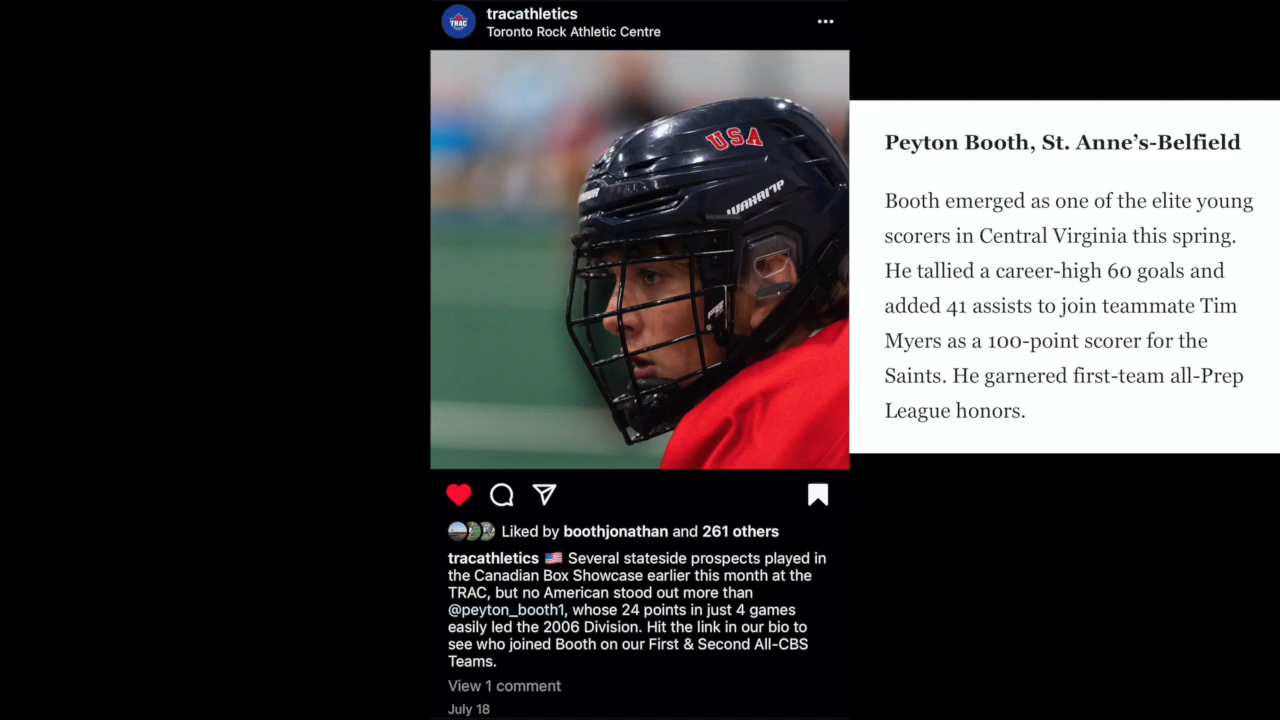 TRAC
tracathletics
Toronto Rock Athletic Centre
USA
WARRIOR
Liked by boothjonathan and 261 others
tracathletics 🇺🇸 Several stateside prospects played in
the Canadian Box Showcase earlier this month at the
TRAC, but no American stood out more than
@peyton_booth1, whose 24 points in just 4 games
easily led the 2006 Division. Hit the link in our bio to
see who joined Booth on our First & Second All-CBS
Teams.
View 1 comment
July 18
Peyton Booth, St. Anne’s-Belfield
Booth emerged as one of the elite young
scorers in Central Virginia this spring.
He tallied a career-high 60 goals and
added 41 assists to join teammate Tim
Myers as a 100-point scorer for the
Saints. He garnered first-team all-Prep
League honors.